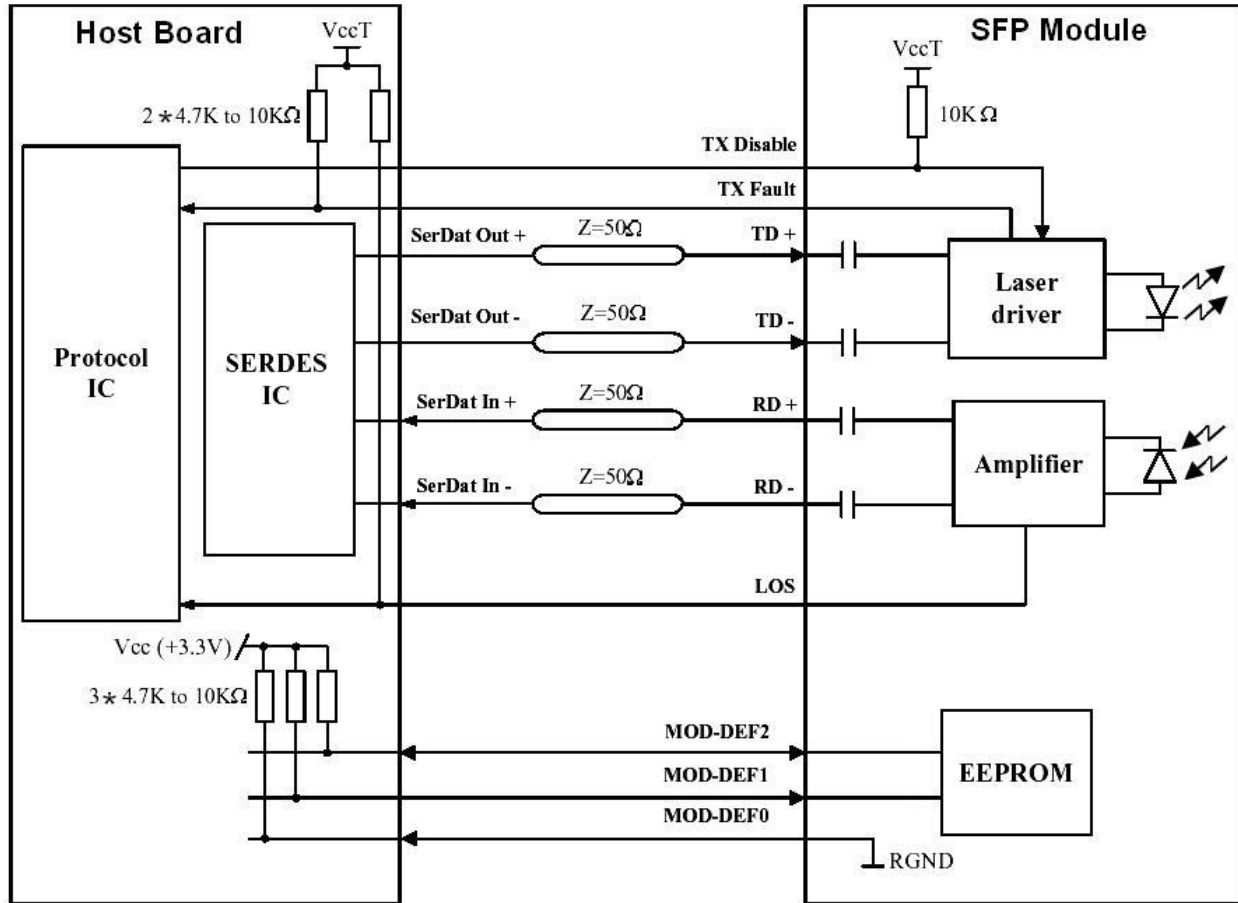 Host Board
SFP Module
VccT
VccT
2*4.7K to 10KΩ
10KΩ
TX Disable
TX Fault
SerDat Out +
Z=50Ω
TD +
SerDat Out -
Z=50Ω
TD -
Laser
driver
Protocol
IC
SERDES
IC
SerDat In +
Z=50Ω
RD +
SerDat In -
Z=50Ω
RD -
Amplifier
LOS
Vcc (+3.3V)
3*4.7K to 10KΩ
MOD-DEF2
MOD-DEF1
MOD-DEF0
EEPROM
RGND